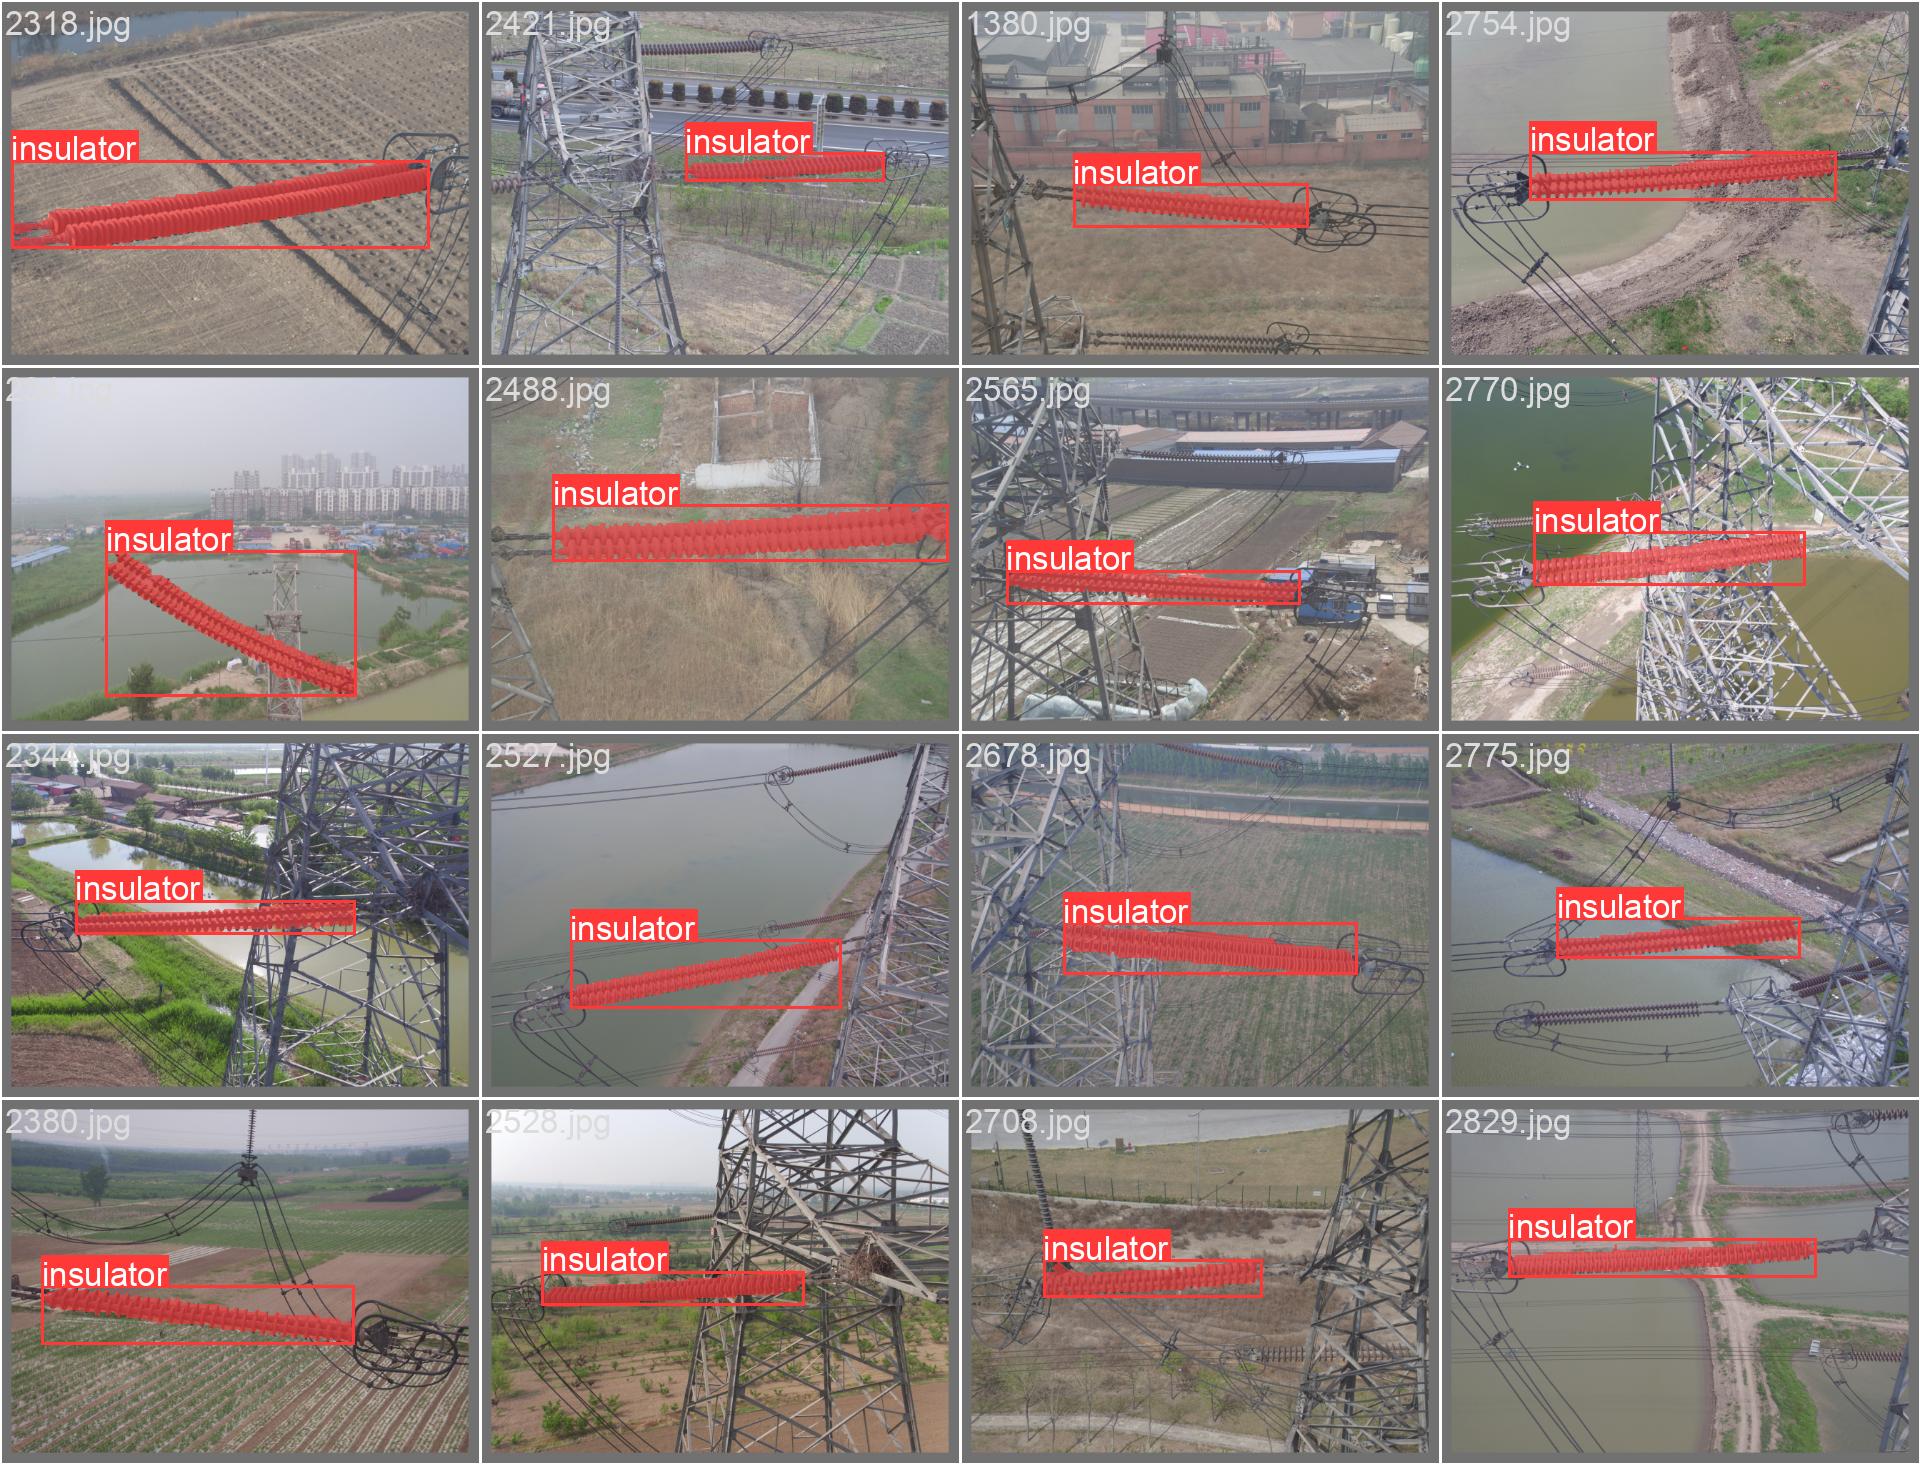 2318.jpg
insulator
2421.jpg
insulator
1380.jpg
insulator
2754.jpg
insulator
insulator
2488.jpg
insulator
2565.jpg
insulator
2770.jpg
insulator
2344.jpg
insulator
2527.jpg
insulator
2678.jpg
insulator
2775.jpg
insulator
2380.jpg
insulator
2528.jpg
insulator
2708.jpg
insulator
2829.jpg
insulator